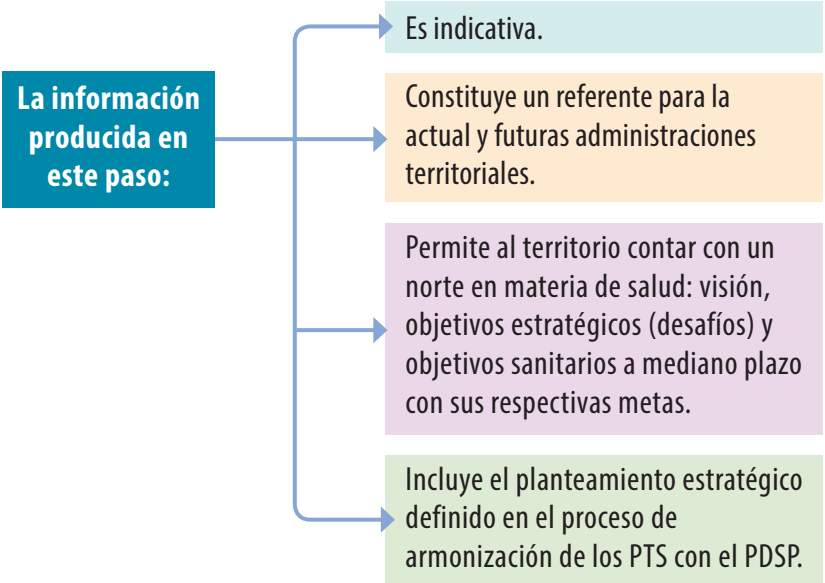 La información
producida en
este paso:
Es indicativa.
Constituye un referente para la
actual y futuras administraciones
territoriales.
Permite al territorio contar con un
norte en materia de salud: visión,
objetivos estratégicos (desafíos) y
objetivos sanitarios a mediano plazo
con sus respectivas metas.
Incluye el planteamiento estratégico
definido en el proceso de
armonización de los PTS con el PDSP.